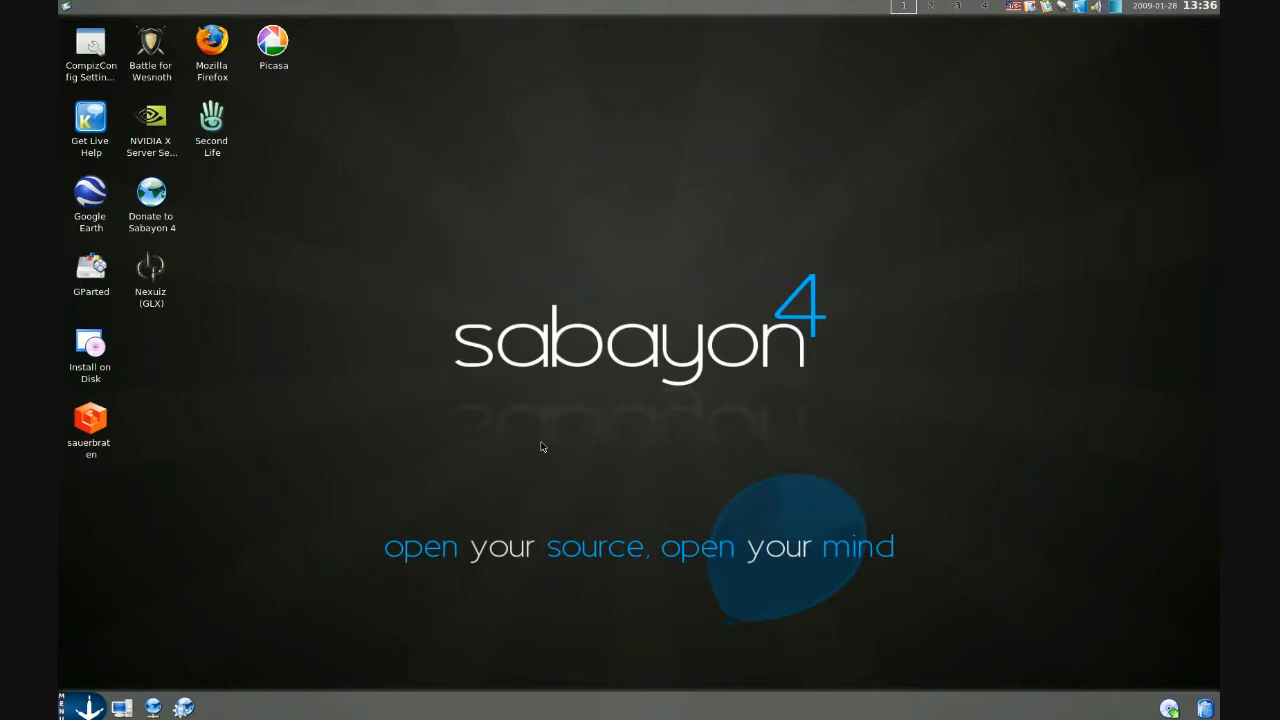 1 2 3 4 2009-01-28 13:36
CompizCon
fig Settin...
Battle for
Wesnoth
Mozilla
Firefox
Picasa
Get Live
Help
NVIDIA X
Server Se...
Second
Life
Google
Earth
Donate to
Sabayon 4
GParted
Nexuiz
(GLX)
Install on
Disk
sauerbrat
en
sabayon4
open your source, open your mind
MENU